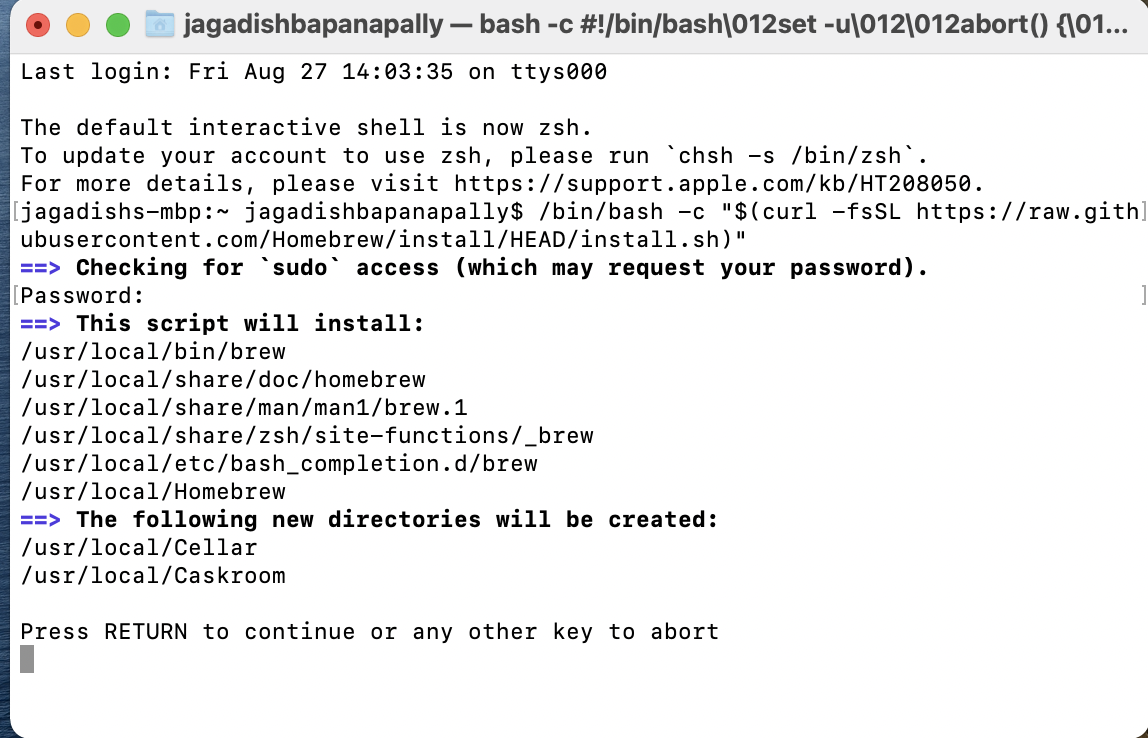 jagadishbapanapally — bash -c #!/bin/bash\012set -u\012\012abort() {\01...
Last login: Fri Aug 27 14:03:35 on ttys000
The default interactive shell is now zsh.
To update your account to use zsh, please run `chsh -s /bin/zsh`.
For more details, please visit https://support.apple.com/kb/HT208050.
[jagadishs-mbp:~ jagadishbapanapally$ /bin/bash -c "$(curl -fsSL https://raw.gith]
ubusercontent.com/Homebrew/install/HEAD/install.sh)"
==> Checking for `sudo` access (which may request your password).
[Password: ]
==> This script will install:
/usr/local/bin/brew
/usr/local/share/doc/homebrew
/usr/local/share/man/man1/brew.1
/usr/local/share/zsh/site-functions/_brew
/usr/local/etc/bash_completion.d/brew
/usr/local/Homebrew
==> The following new directories will be created:
/usr/local/Cellar
/usr/local/Caskroom
Press RETURN to continue or any other key to abort